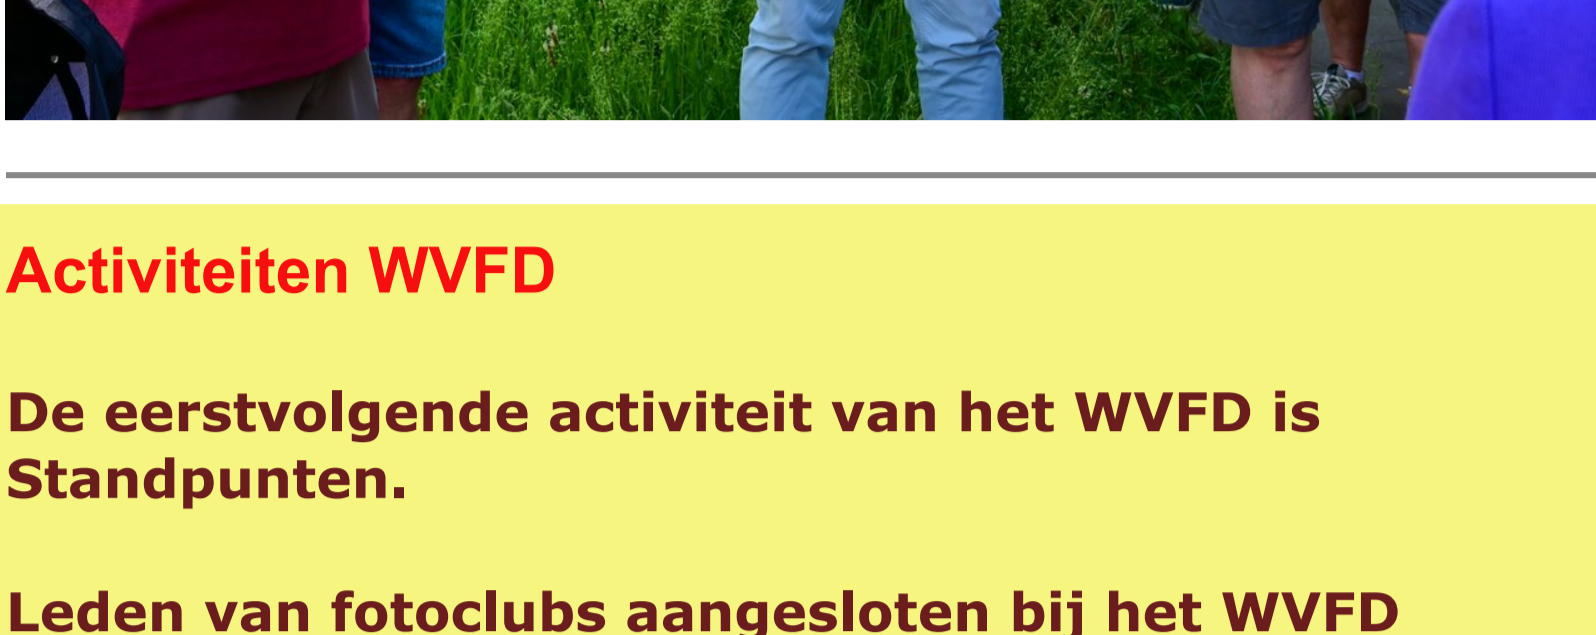 Activiteiten WVFD
De eerstvolgende activiteit van het WVFD is
Standpunten.
Leden van fotoclubs aangesloten bij het WVFD